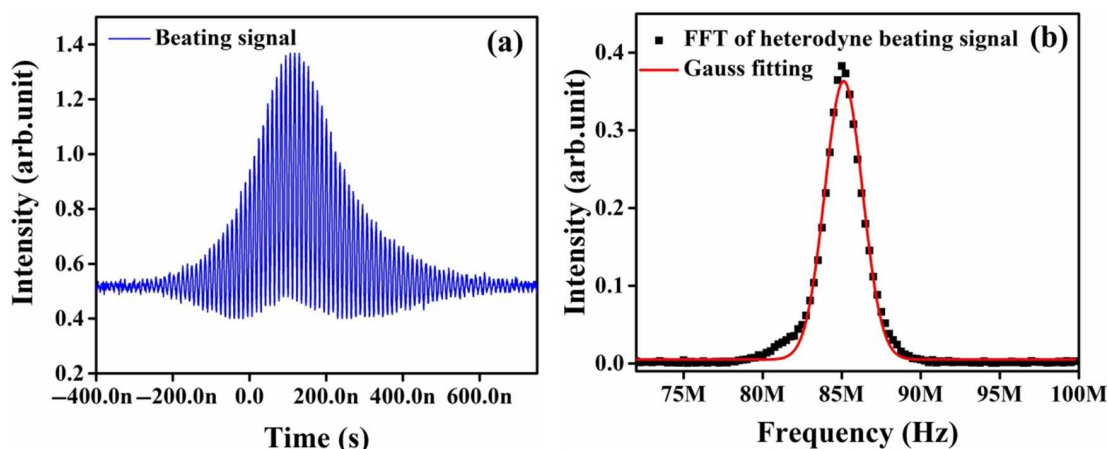 Beating signal
(a)
1.4
1.2
1.0
0.8
0.6
0.4
0.2
−400.0n −200.0n 0.0 200.0n 400.0n 600.0n
Time (s)
Intensity (arb.unit)
FFT of heterodyne beating signal
(b)
Gauss fitting
0.4
0.3
0.2
0.1
0.0
75M 80M 85M 90M 95M 100M
Frequency (Hz)
Intensity (arb.unit)